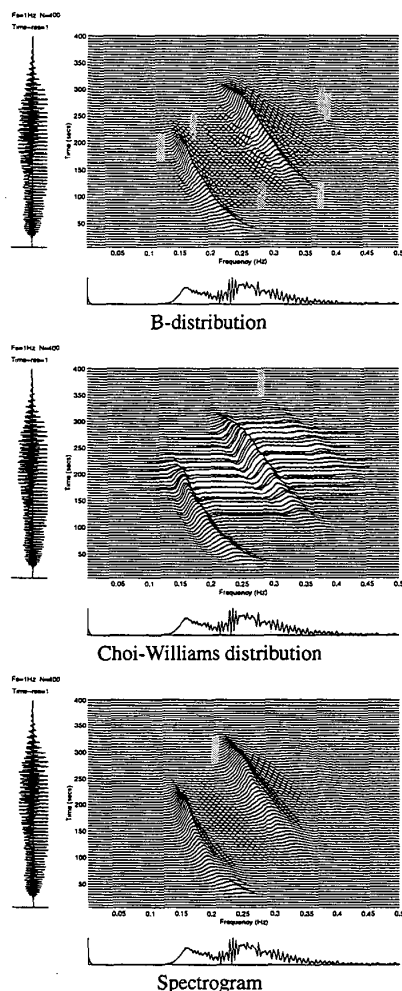 Fs=1Hz N=400
Time-res=1
400
350
300
250
200
150
100
50
Time (secs)
0.05 0.1 0.15 0.2 0.25 0.3 0.35 0.4 0.45 0.5
Frequency (Hz)
B-distribution
Fs=1Hz N=400
Time-res=1
400
350
300
250
200
150
100
50
Time (secs)
0.05 0.1 0.15 0.2 0.25 0.3 0.35 0.4 0.45 0.5
Frequency (Hz)
Choi-Williams distribution
Fs=1Hz N=400
Time-res=1
400
350
300
250
200
150
100
50
Time (secs)
0.05 0.1 0.15 0.2 0.25 0.3 0.35 0.4 0.45 0.5
Frequency (Hz)
Spectrogram